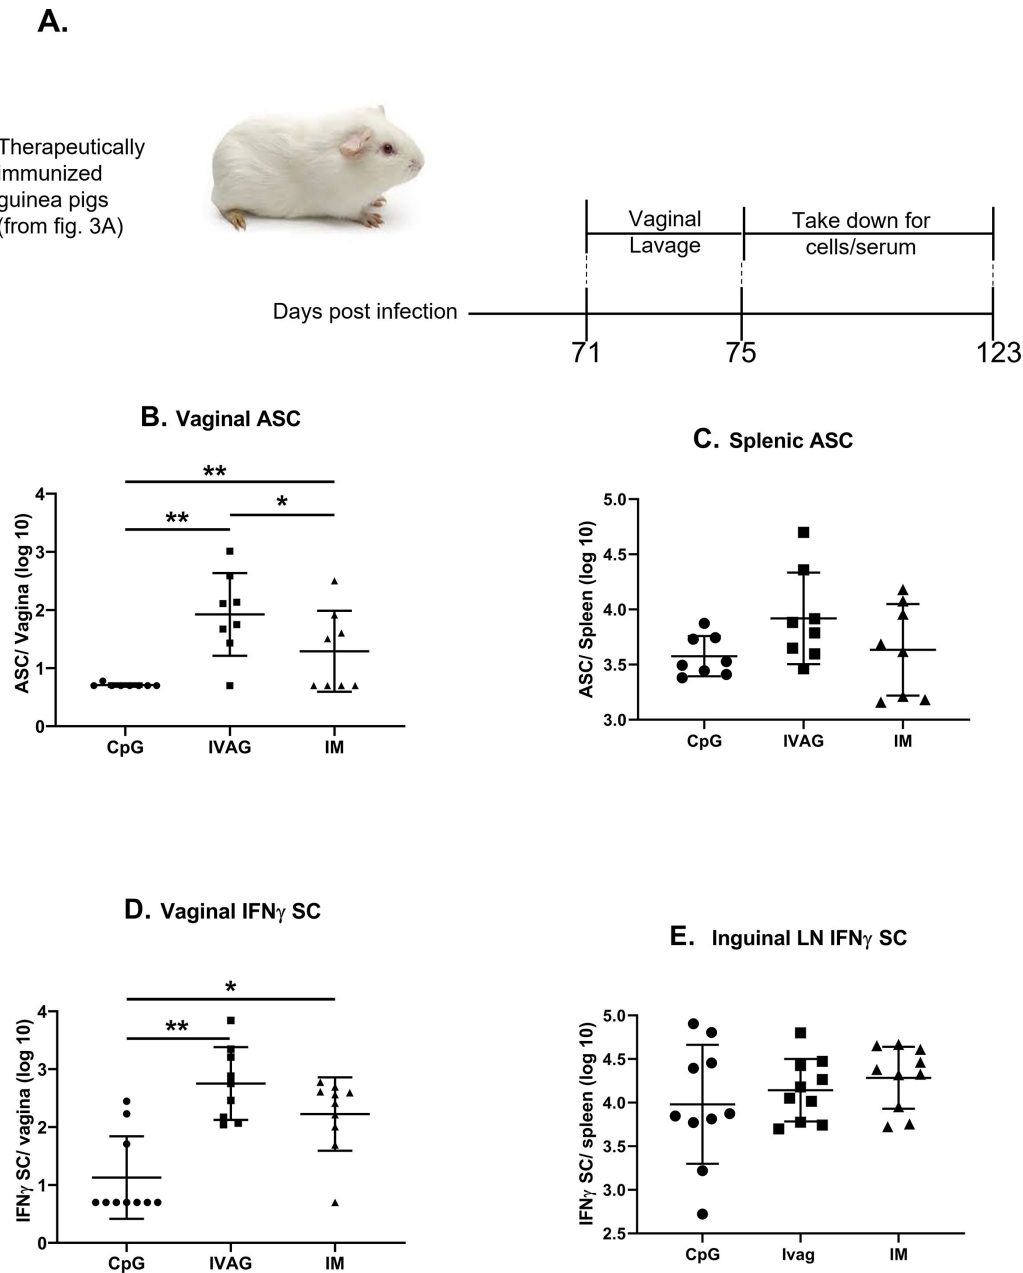 A.
Therapeutically
immunized
guinea pigs
(from fig. 3A)
Vaginal
Lavage
Take down for
cells/serum
Days post infection
71
75
123
B. Vaginal ASC
**
**
*
ASC/ Vagina (log 10)
4
3
2
1
0
CpG
IVAG
IM
C. Splenic ASC
ASC/ Spleen (log 10)
5.0
4.5
4.0
3.5
3.0
CpG
IVAG
IM
D. Vaginal IFNγ SC
*
**
IFNγ SC/ vagina (log 10)
4
3
2
1
0
CpG
IVAG
IM
E. Inguinal LN IFNγ SC
IFNγ SC/ spleen (log 10)
5.0
4.5
4.0
3.5
3.0
2.5
CpG
Ivag
IM